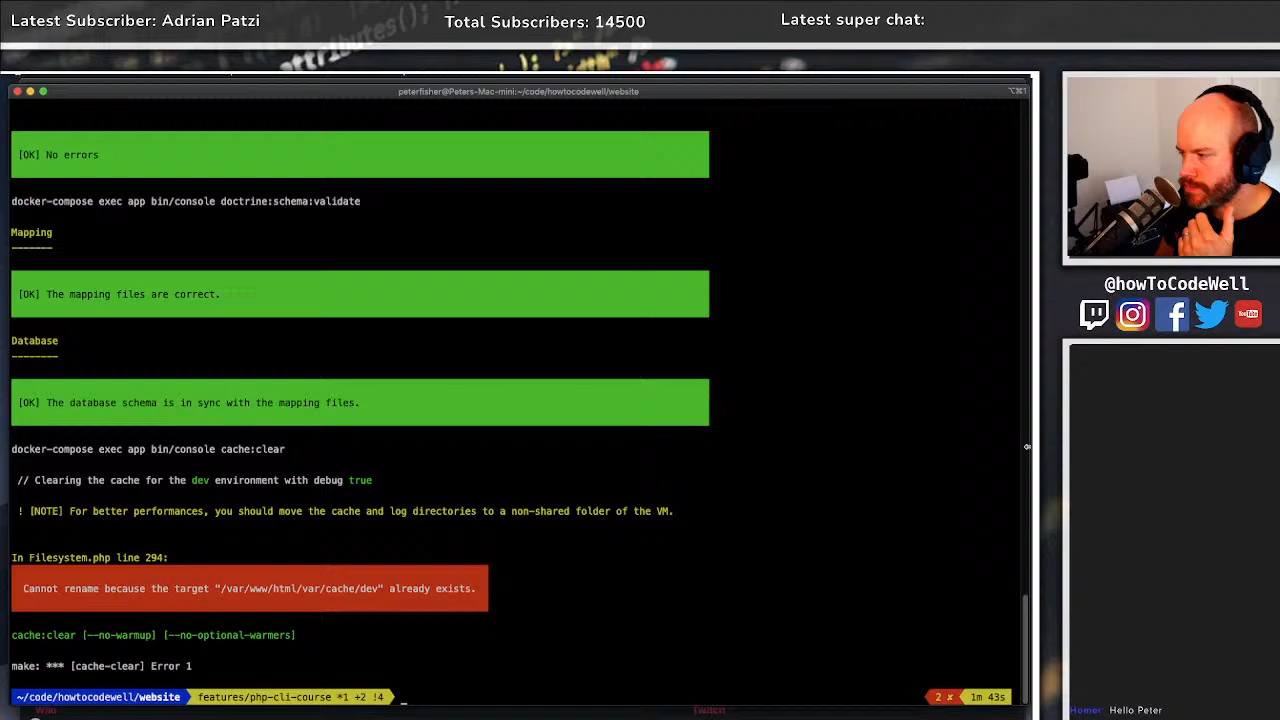 Latest Subscriber: Adrian Patzi
Total Subscribers: 14500
Latest super chat:
peterfisher@Peters-Mac-mini:~/code/howtocodewell/website
⌥⌘1
[OK] No errors
docker-compose exec app bin/console doctrine:schema:validate
Mapping
-------
[OK] The mapping files are correct.
Database
--------
[OK] The database schema is in sync with the mapping files.
docker-compose exec app bin/console cache:clear
// Clearing the cache for the dev environment with debug true
! [NOTE] For better performances, you should move the cache and log directories to a non-shared folder of the VM.
In Filesystem.php line 294:
Cannot rename because the target "/var/www/html/var/cache/dev" already exists.
cache:clear [--no-warmup] [--no-optional-warmers]
make: *** [cache-clear] Error 1
~/code/howtocodewell/website features/php-cli-course *1 +2 !4
2 ✘ 1m 43s
@howToCodeWell
You Tube
Wiki
Twitch
Homer: Hello Peter